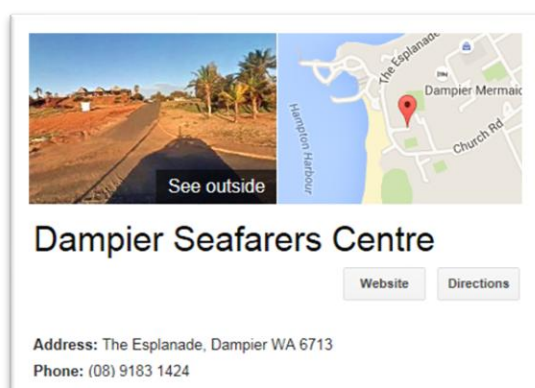 See outside
The Esplanade
Dampier Mermaid
Hampton Harbour
Church Rd
Dampier Seafarers Centre
Website
Directions
Address: The Esplanade, Dampier WA 6713
Phone: (08) 9183 1424